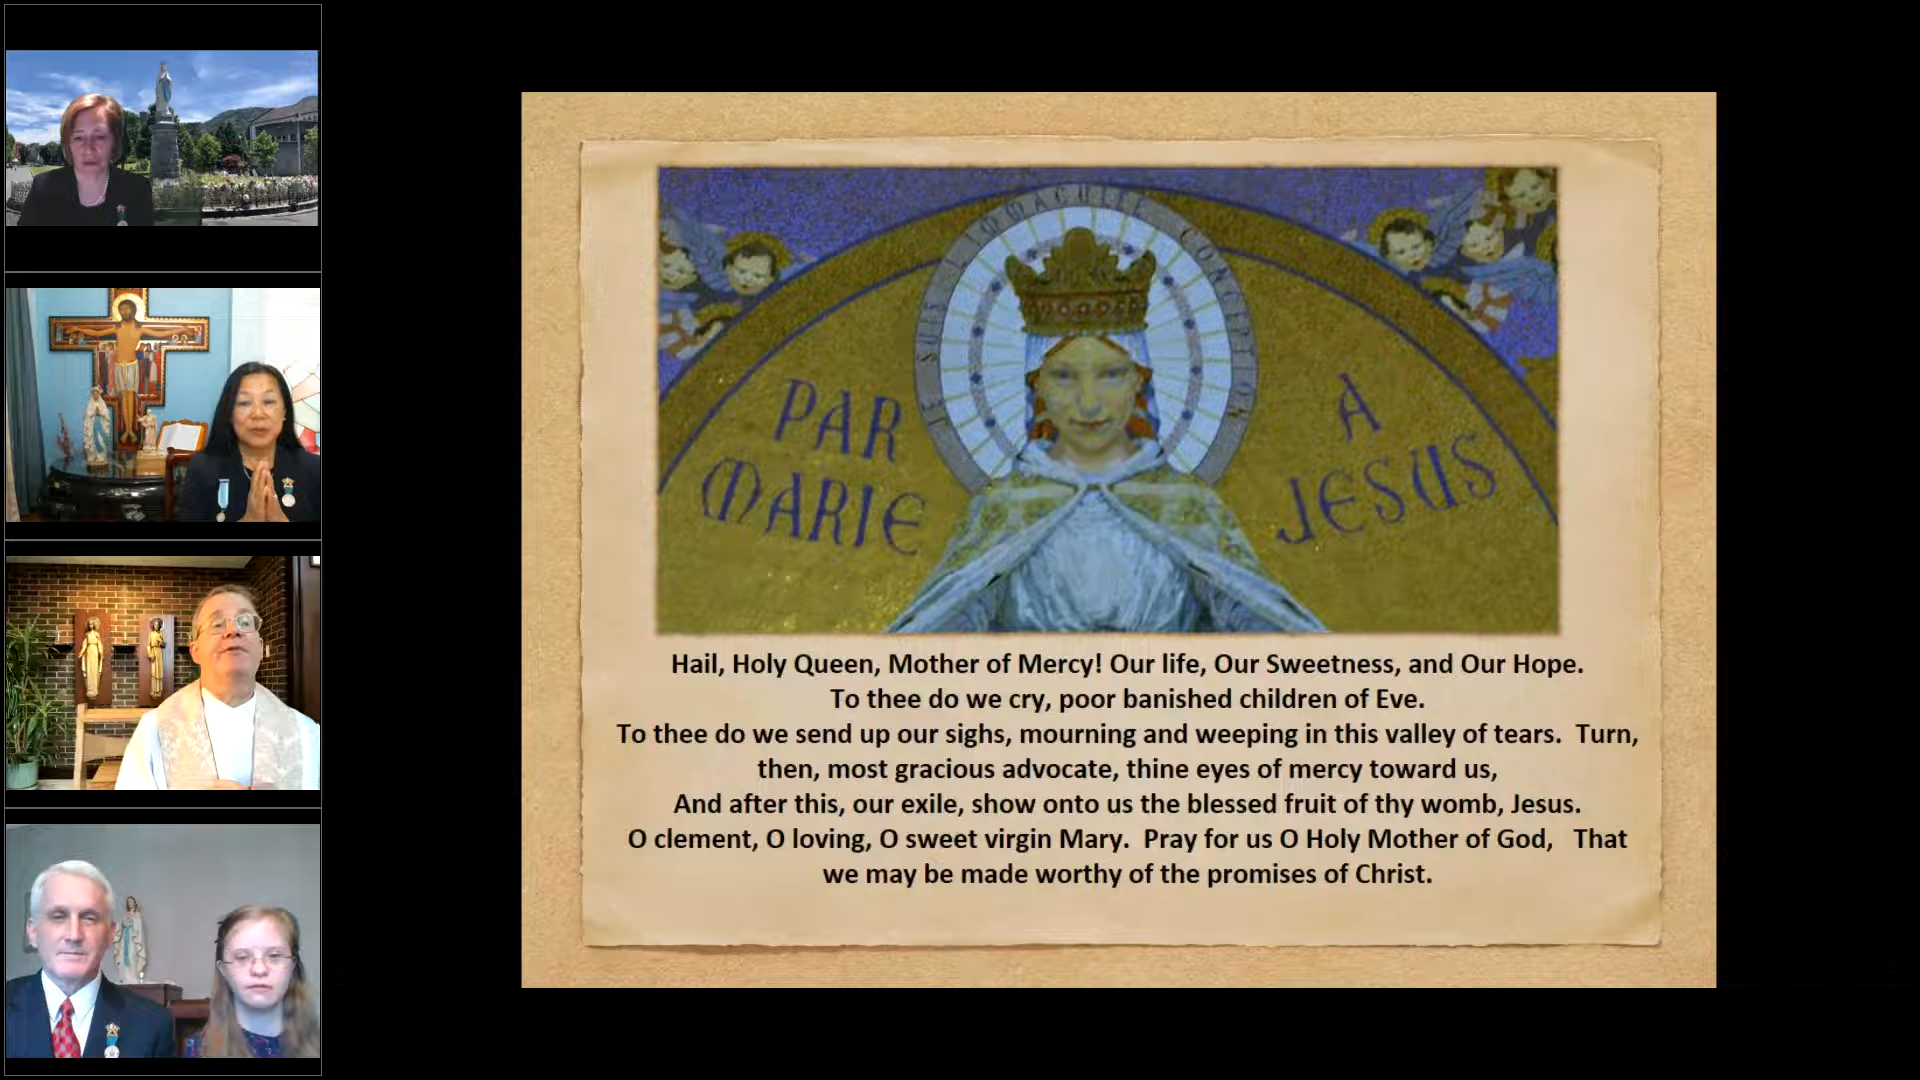 JE SUIS L'IMMACULEE CONCEPTION
PAR
MARIE
À
JESUS
Hail, Holy Queen, Mother of Mercy! Our life, Our Sweetness, and Our Hope.
To thee do we cry, poor banished children of Eve.
To thee do we send up our sighs, mourning and weeping in this valley of tears. Turn,
then, most gracious advocate, thine eyes of mercy toward us,
And after this, our exile, show onto us the blessed fruit of thy womb, Jesus.
O clement, O loving, O sweet virgin Mary. Pray for us O Holy Mother of God, That
we may be made worthy of the promises of Christ.